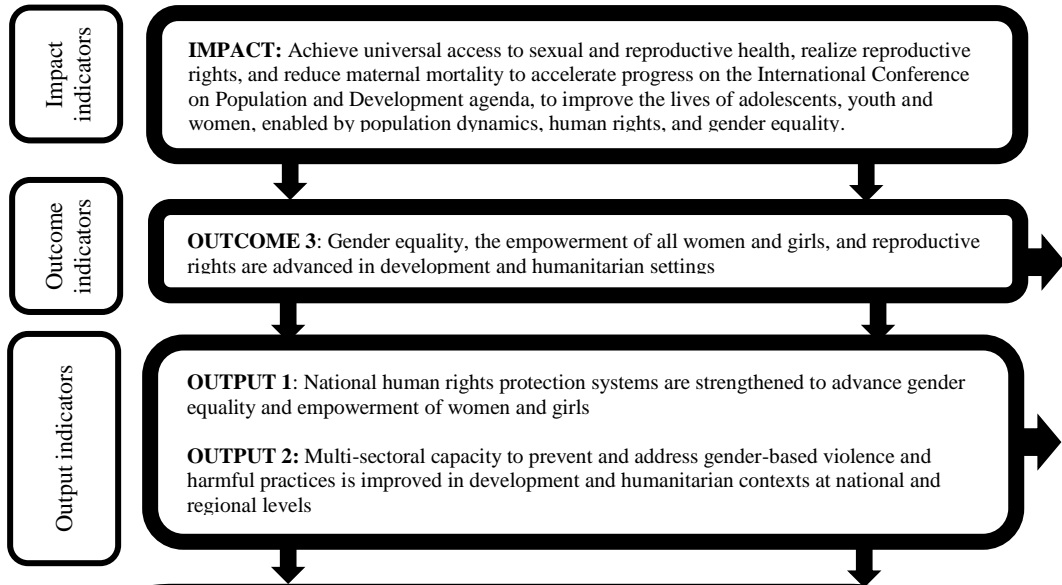 Impact
indicators
IMPACT: Achieve universal access to sexual and reproductive health, realize reproductive
rights, and reduce maternal mortality to accelerate progress on the International Conference
on Population and Development agenda, to improve the lives of adolescents, youth and
women, enabled by population dynamics, human rights, and gender equality.
Outcome
indicators
OUTCOME 3: Gender equality, the empowerment of all women and girls, and reproductive
rights are advanced in development and humanitarian settings
Output indicators
OUTPUT 1: National human rights protection systems are strengthened to advance gender
equality and empowerment of women and girls
OUTPUT 2: Multi-sectoral capacity to prevent and address gender-based violence and
harmful practices is improved in development and humanitarian contexts at national and
regional levels